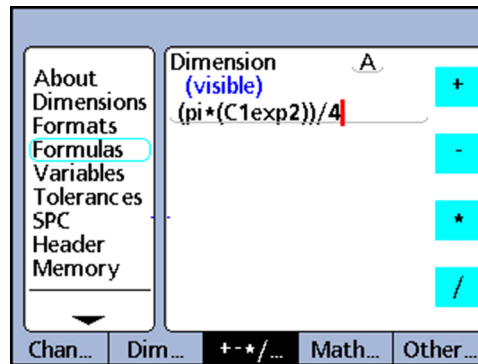 About
Dimensions
Formats
Formulas
Variables
Tolerances
SPC
Header
Memory
Dimension A
(visible)
(pi*(C1exp2))/4
+
-
*
/
Chan... Dim... +-*/... Math... Other...